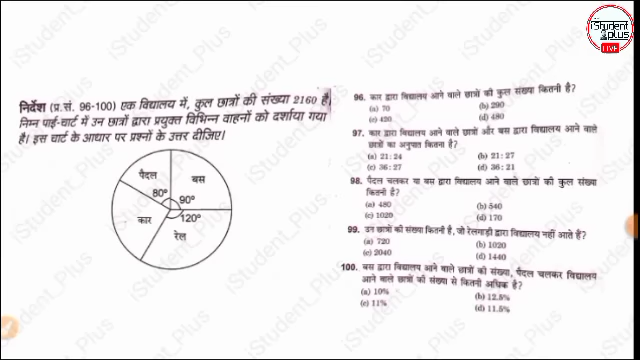 iStudent plus
LIVE
निर्देश (प्र.सं. 96-100) एक विद्यालय में, कुल छात्रों की संख्या 2160 है
निम्न पाई-चार्ट में उन छात्रों द्वारा प्रयुक्त विभिन्न वाहनों को दर्शाया गया
है। इस चार्ट के आधार पर प्रश्नों के उत्तर दीजिए।
पैदल
बस
80°
90°
कार
120°
रेल
96. कार द्वारा विद्यालय आने वाले छात्रों की कुल संख्या कितनी है?
(a) 70 (b) 290
(c) 420 (d) 480
97. कार द्वारा विद्यालय आने वाले छात्रों और बस द्वारा विद्यालय आने वाले
छात्रों का अनुपात कितना है?
(a) 21:24 (b) 21:27
(c) 36:27 (d) 36:21
98. पैदल चलकर या बस द्वारा विद्यालय आने वाले छात्रों की कुल संख्या
कितनी है?
(a) 480 (b) 540
(c) 1020 (d) 170
99. उन छात्रों की संख्या कितनी है, जो रेलगाड़ी द्वारा विद्यालय नहीं आते हैं?
(a) 720 (b) 1020
(c) 2040 (d) 1440
100. बस द्वारा विद्यालय आने वाले छात्रों की संख्या, पैदल चलकर विद्यालय
आने वाले छात्रों की संख्या से कितनी अधिक है?
(a) 10% (b) 12.5%
(c) 11% (d) 11.5%
iStudent_Plus